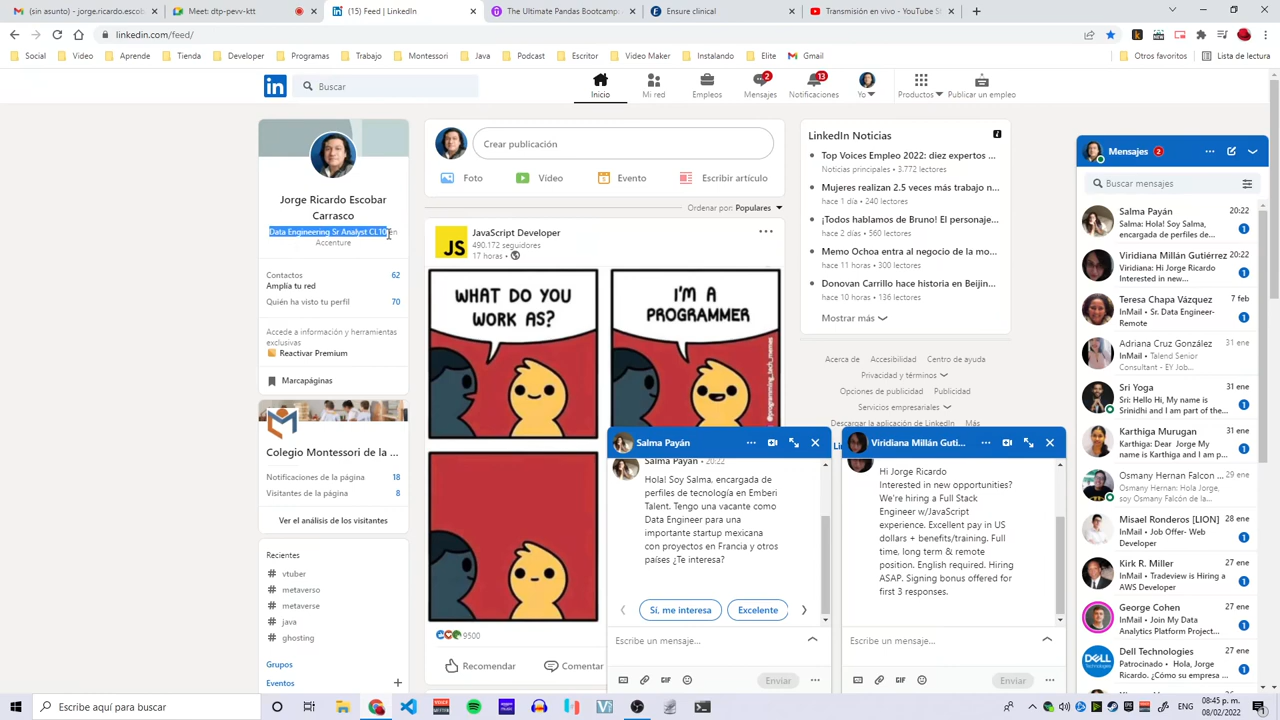 (sin asunto) - jorge.ricardo.escob
Meet: dtp-pevv-ktt
(15) Feed | LinkedIn
The Ultimate Pandas Bootcamp
Ensure clinical
Transmisión en vivo - YouTube S
linkedin.com/feed/
Social
Video
Aprende
Tienda
Developer
Programas
Trabajo
Montessori
Java
Podcast
Escritor
Video Maker
Instalando
Elite
Gmail
Otros favoritos
Lista de lectura
in
Buscar
Inicio
Mi red
Empleos
2
Mensajes
13
Notificaciones
Yo
Productos
Publicar un empleo
Jorge Ricardo Escobar
Carrasco
Data Engineering Sr Analyst CL10 en
Accenture
Contactos 62
Amplía tu red
Quién ha visto tu perfil 70
Accede a información y herramientas
exclusivas
Reactivar Premium
Marcapáginas
Colegio Montessori de la ...
Notificaciones de la página 18
Visitantes de la página 8
Ver el análisis de los visitantes
Recientes
# vtuber
# metaverso
# metaverse
# java
# ghosting
Grupos
Eventos +
Crear publicación
Foto
Vídeo
Evento
Escribir artículo
Ordenar por: Populares
JS
JavaScript Developer
490.172 seguidores
17 horas •
WHAT DO YOU
WORK AS?
I'M A
PROGRAMMER
@programming_tech_memes
9500
Recomendar
Comentar
LinkedIn Noticias
Top Voices Empleo 2022: diez expertos ...
Noticias principales • 3.772 lectores
Mujeres realizan 2.5 veces más trabajo n...
hace 1 día • 240 lectores
¡Todos hablamos de Bruno! El personaje...
hace 2 días • 560 lectores
Memo Ochoa entra al negocio de la mo...
hace 11 horas • 300 lectores
Donovan Carrillo hace historia en Beijin...
hace 10 horas • 136 lectores
Mostrar más
Acerca de
Accesibilidad
Centro de ayuda
Privacidad y términos
Opciones de publicidad
Publicidad
Servicios empresariales
Descargar la aplicación de LinkedIn
Más
Salma Payán
Salma Payán • 20:22
Hola! Soy Salma, encargada de
perfiles de tecnología en Emberi
Talent. Tengo una vacante como
Data Engineer para una
importante startup mexicana
con proyectos en Francia y otros
países ¿Te interesa?
Sí, me interesa
Excelente
Escribe un mensaje...
GIF
Enviar
Viridiana Millán Guti...
Hi Jorge Ricardo
Interested in new opportunities?
We're hiring a Full Stack
Engineer w/JavaScript
experience. Excellent pay in US
dollars + benefits/training. Full
time, long term & remote
position. English required. Hiring
ASAP. Signing bonus offered for
first 3 responses.
Escribe un mensaje...
GIF
Enviar
Mensajes 2
Buscar mensajes
Salma Payán 20:22
Salma: Hola! Soy Salma,
encargada de perfiles de... 1
Viridiana Millán Gutiérrez 20:22
Viridiana: Hi Jorge Ricardo
Interested in new... 1
Teresa Chapa Vázquez 7 feb
InMail • Sr. Data Engineer-
Remote 1
Adriana Cruz González 31 ene
InMail • Talend Senior
Consultant - EY Job...
Sri Yoga 31 ene
Sri: Hello Hi, My name is
Srinidhi and I am part of the... 1
Karthiga Murugan 31 ene
Karthiga: Dear Jorge My
name is Karthiga and I am p... 1
Osmany Hernan Falcon ... 29 ene
Osmany Hernan: Hola Jorge,
soy Osmany Falcón de la...
Misael Ronderos [LION] 28 ene
InMail • Job Offer- Web
Developer 1
Kirk R. Miller 27 ene
InMail • Tradeview is Hiring a
AWS Developer 1
George Cohen 27 ene
InMail • Join My Data
Analytics Platform Project... 1
DELL
Dell Technologies 27 ene
Patrocinado • Hola, Jorge
Ricardo. ¿Cómo su empresa ... 1
Escribe aquí para buscar
ENG
08:45 p. m.
08/02/2022